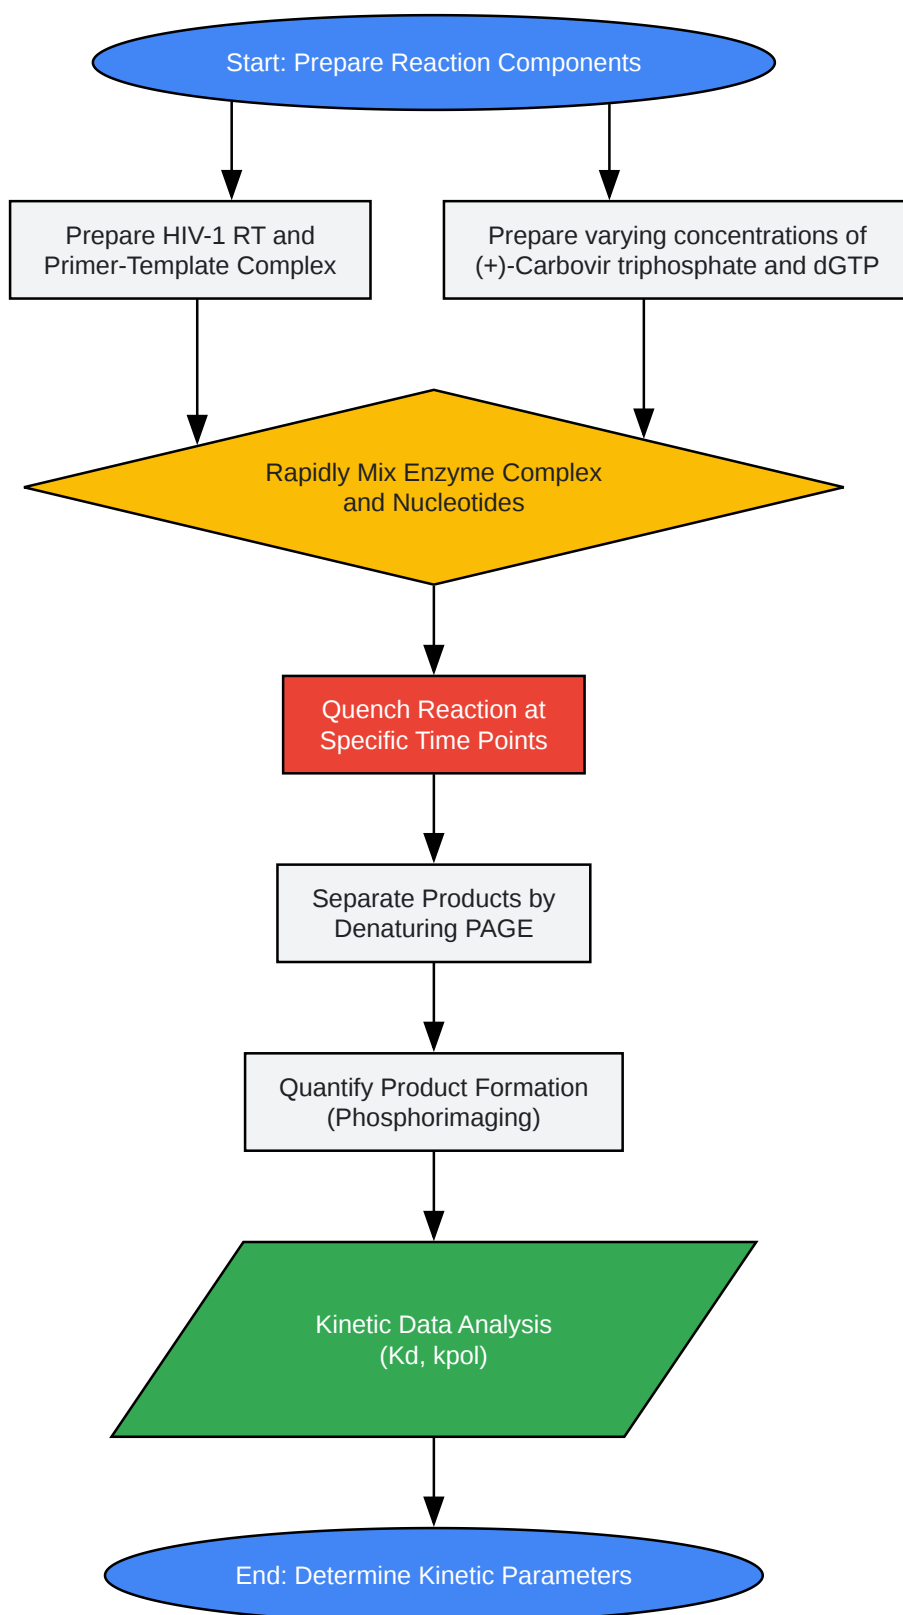 Start: Prepare Reaction Components
Prepare HIV-1 RT and
Primer-Template Complex
Prepare varying concentrations of
(+)-Carbovir triphosphate and dGTP
Rapidly Mix Enzyme Complex
and Nucleotides
Quench Reaction at
Specific Time Points
Separate Products by
Denaturing PAGE
Quantify Product Formation
(Phosphorimaging)
Kinetic Data Analysis
(Kd, kpol)
End: Determine Kinetic Parameters